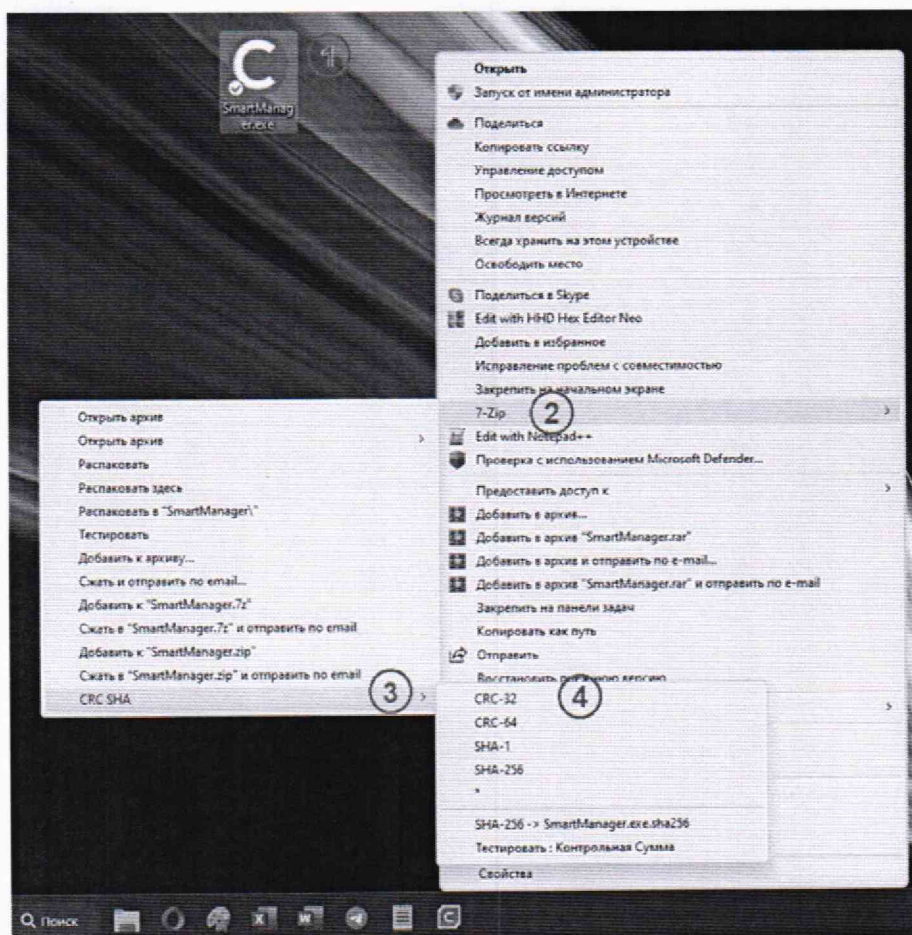 1
SmartManag
er.exe
Открыть
Запуск от имени администратора
Поделиться
Копировать ссылку
Управление доступом
Просмотреть в Интернете
Журнал версий
Всегда хранить на этом устройстве
Освободить место
Поделиться в Skype
Edit with HHD Hex Editor Neo
Добавить в избранное
Исправление проблем с совместимостью
Закрепить на начальном экране
7-Zip 2
Edit with Notepad++
Проверка с использованием Microsoft Defender...
Предоставить доступ к
Добавить в архив...
Добавить в архив "SmartManager.rar"
Добавить в архив и отправить по e-mail...
Добавить в архив "SmartManager.rar" и отправить по e-mail
Закрепить на панели задач
Копировать как путь
Отправить
Восстановить прежнюю версию
Свойства
Открыть архив
Открыть архив
Распаковать
Распаковать здесь
Распаковать в "SmartManager\"
Тестировать
Добавить к архиву...
Сжать и отправить по email...
Добавить к "SmartManager.7z"
Сжать в "SmartManager.7z" и отправить по email
Добавить к "SmartManager.zip"
Сжать в "SmartManager.zip" и отправить по email
CRC SHA 3
CRC-32 4
CRC-64
SHA-1
SHA-256
*
SHA-256 -> SmartManager.exe.sha256
Тестировать : Контрольная Сумма
Поиск